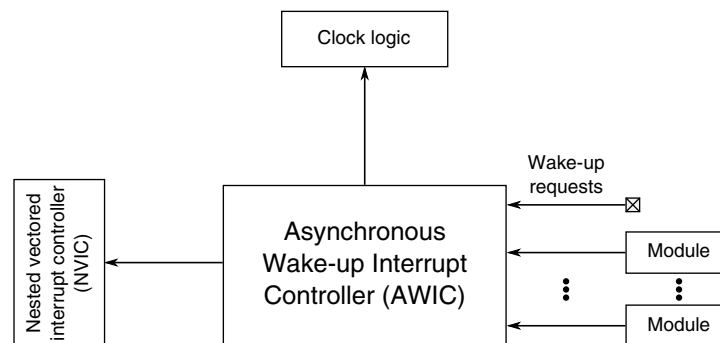 Clock logic
Wake-up
requests
Nested vectored
interrupt controller
(NVIC)
Asynchronous
Wake-up Interrupt
Controller (AWIC)
Module
Module